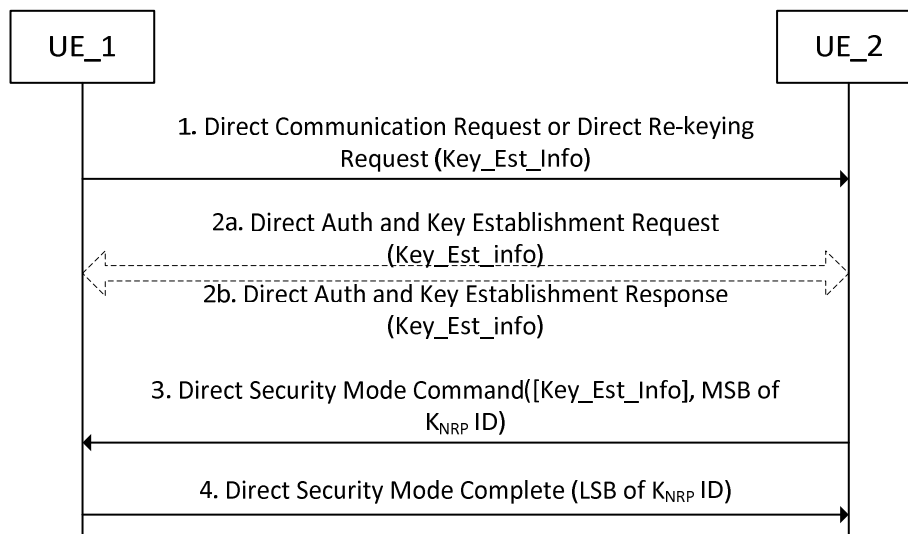 UE_1
UE_2
1. Direct Communication Request or Direct Re-keying
Request (Key_Est_Info)
2a. Direct Auth and Key Establishment Request
(Key_Est_info)
2b. Direct Auth and Key Establishment Response
(Key_Est_info)
3. Direct Security Mode Command([Key_Est_Info], MSB of
KNRP ID)
4. Direct Security Mode Complete (LSB of KNRP ID)